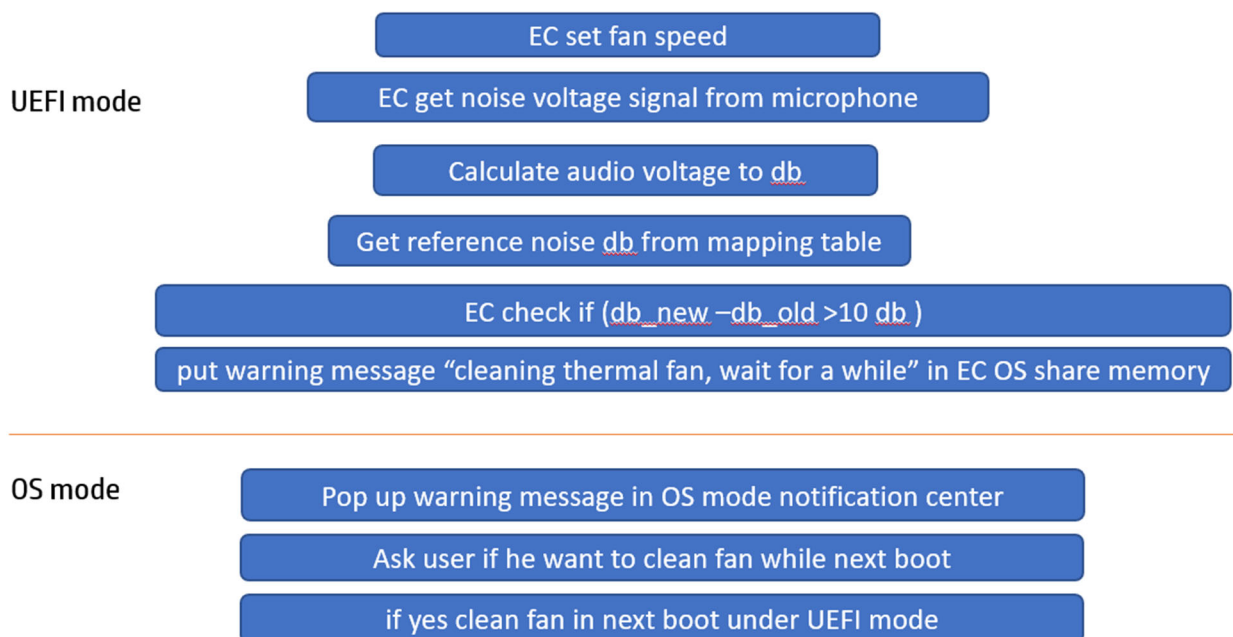 EC set fan speed
UEFI mode
EC get noise voltage signal from microphone
Calculate audio voltage to db
Get reference noise db from mapping table
EC check if (db_new –db_old >10 db )
put warning message “cleaning thermal fan, wait for a while” in EC OS share memory
OS mode
Pop up warning message in OS mode notification center
Ask user if he want to clean fan while next boot
if yes clean fan in next boot under UEFI mode